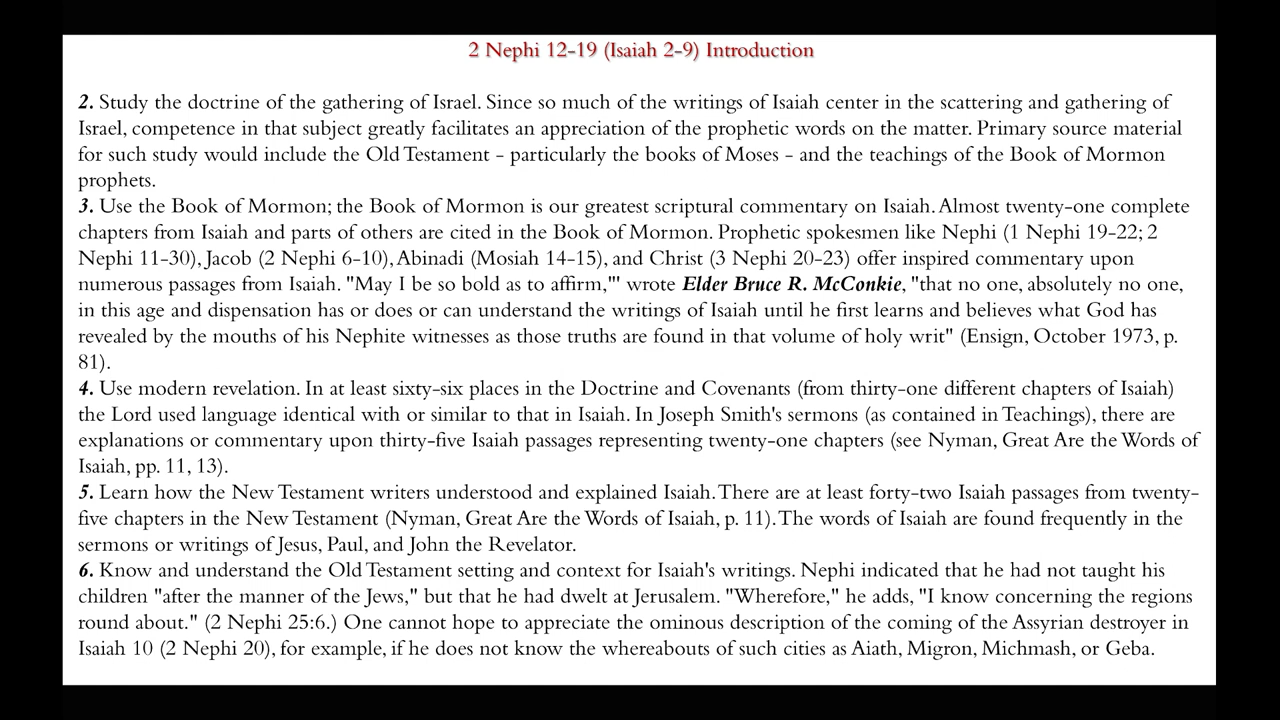 2 Nephi 12-19 (Isaiah 2-9) Introduction
2. Study the doctrine of the gathering of Israel. Since so much of the writings of Isaiah center in the scattering and gathering of
Israel, competence in that subject greatly facilitates an appreciation of the prophetic words on the matter. Primary source material
for such study would include the Old Testament - particularly the books of Moses - and the teachings of the Book of Mormon
prophets.
3. Use the Book of Mormon; the Book of Mormon is our greatest scriptural commentary on Isaiah. Almost twenty-one complete
chapters from Isaiah and parts of others are cited in the Book of Mormon. Prophetic spokesmen like Nephi (1 Nephi 19-22; 2
Nephi 11-30), Jacob (2 Nephi 6-10), Abinadi (Mosiah 14-15), and Christ (3 Nephi 20-23) offer inspired commentary upon
numerous passages from Isaiah. "May I be so bold as to affirm,"' wrote Elder Bruce R. McConkie, "that no one, absolutely no one,
in this age and dispensation has or does or can understand the writings of Isaiah until he first learns and believes what God has
revealed by the mouths of his Nephite witnesses as those truths are found in that volume of holy writ" (Ensign, October 1973, p.
81).
4. Use modern revelation. In at least sixty-six places in the Doctrine and Covenants (from thirty-one different chapters of Isaiah)
the Lord used language identical with or similar to that in Isaiah. In Joseph Smith's sermons (as contained in Teachings), there are
explanations or commentary upon thirty-five Isaiah passages representing twenty-one chapters (see Nyman, Great Are the Words of
Isaiah, pp. 11, 13).
5. Learn how the New Testament writers understood and explained Isaiah. There are at least forty-two Isaiah passages from twenty-
five chapters in the New Testament (Nyman, Great Are the Words of Isaiah, p. 11). The words of Isaiah are found frequently in the
sermons or writings of Jesus, Paul, and John the Revelator.
6. Know and understand the Old Testament setting and context for Isaiah's writings. Nephi indicated that he had not taught his
children "after the manner of the Jews," but that he had dwelt at Jerusalem. "Wherefore," he adds, "I know concerning the regions
round about." (2 Nephi 25:6.) One cannot hope to appreciate the ominous description of the coming of the Assyrian destroyer in
Isaiah 10 (2 Nephi 20), for example, if he does not know the whereabouts of such cities as Aiath, Migron, Michmash, or Geba.